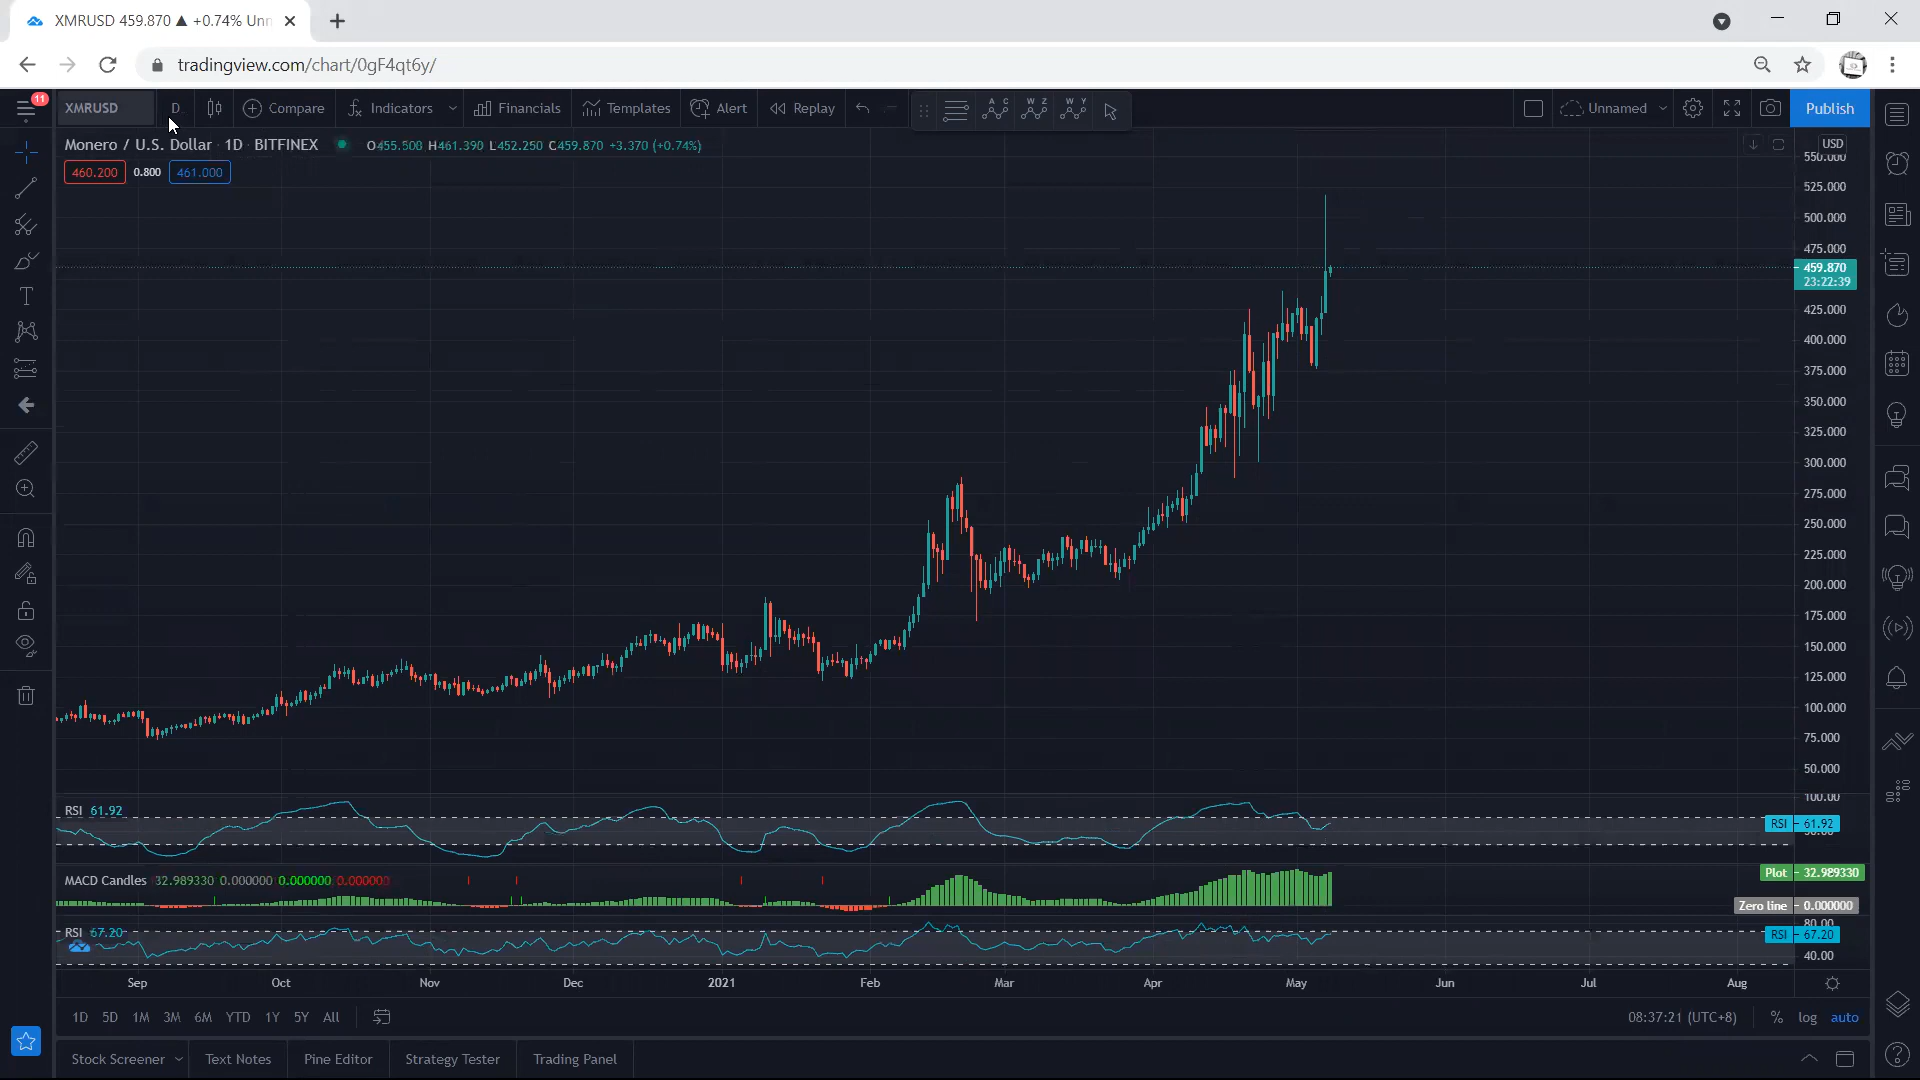 XMRUSD 459.870 ▲ +0.74% Unn
tradingview.com/chart/0gF4qt6y/
11
XMRUSD D Compare Indicators Financials Templates Alert Replay Unnamed Publish
A C W Z W Y
Monero / U.S. Dollar · 1D · BITFINEX O455.500 H461.390 L452.250 C459.870 +3.370 (+0.74%)
460.200 0.800 461.000
USD
550.000
525.000
500.000
475.000
459.870
23:22:39
425.000
400.000
375.000
350.000
325.000
300.000
275.000
250.000
225.000
200.000
175.000
150.000
125.000
100.000
75.000
50.000
100.00
RSI 61.92
RSI 61.92
MACD Candles 32.989330 0.000000 0.000000 0.000000
Plot 32.989330
Zero line 0.000000
80.00
RSI 67.20
RSI 67.20
40.00
Sep Oct Nov Dec 2021 Feb Mar Apr May Jun Jul Aug
1D 5D 1M 3M 6M YTD 1Y 5Y All 08:37:21 (UTC+8) % log auto
Stock Screener Text Notes Pine Editor Strategy Tester Trading Panel